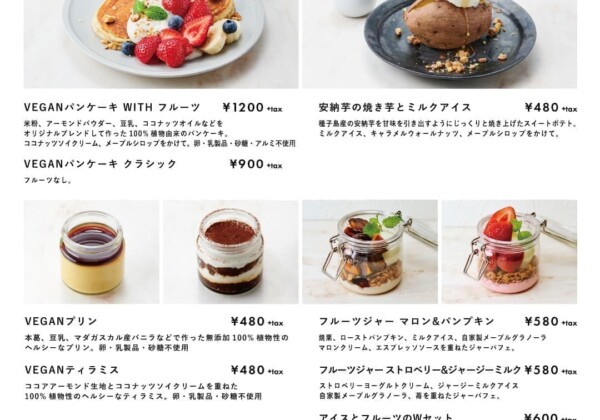 VEGANパンケーキ WITH フルーツ ¥1200 +tax
米粉、アーモンドパウダー、豆乳、ココナッツオイルなどを
オリジナルブレンドして作った100%植物由来のパンケーキ。
ココナッツソイクリーム、メープルシロップをかけて。卵・乳製品・砂糖・アルミ不使用
VEGANパンケーキ クラシック ¥900 +tax
フルーツなし。
安納芋の焼き芋とミルクアイス ¥480 +tax
種子島産の安納芋を甘味を引き出すようにじっくりと焼き上げたスイートポテト。
ミルクアイス、キャラメルウォールナッツ、メープルシロップをかけて。
VEGANプリン ¥480 +tax
本葛、豆乳、マダガスカル産バニラなどで作った無添加100%植物性の
ヘルシーなプリン。卵・乳製品・砂糖不使用
VEGANティラミス ¥480 +tax
ココアアーモンド生地とココナッツソイクリームを重ねた
100%植物性のヘルシーなティラミス。卵・乳製品・砂糖不使用
フルーツジャー マロン&パンプキン ¥580 +tax
焼栗、ローストパンプキン、ミルクアイス、自家製メープルグラノーラ
マロンクリーム、エスプレッソソースを重ねたジャーパフェ。
フルーツジャー ストロベリー&ジャージーミルク ¥580 +tax
ストロベリーヨーグルトクリーム、ジャージーミルクアイス
自家製メープルグラノーラ、苺を重ねたジャーパフェ。
アイスとフルーツのWセット ¥600 +tax